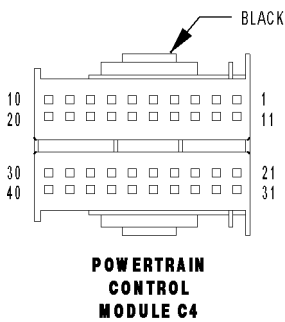 BLACK
10 1
20 11
30 21
40 31
POWERTRAIN
CONTROL
MODULE C4